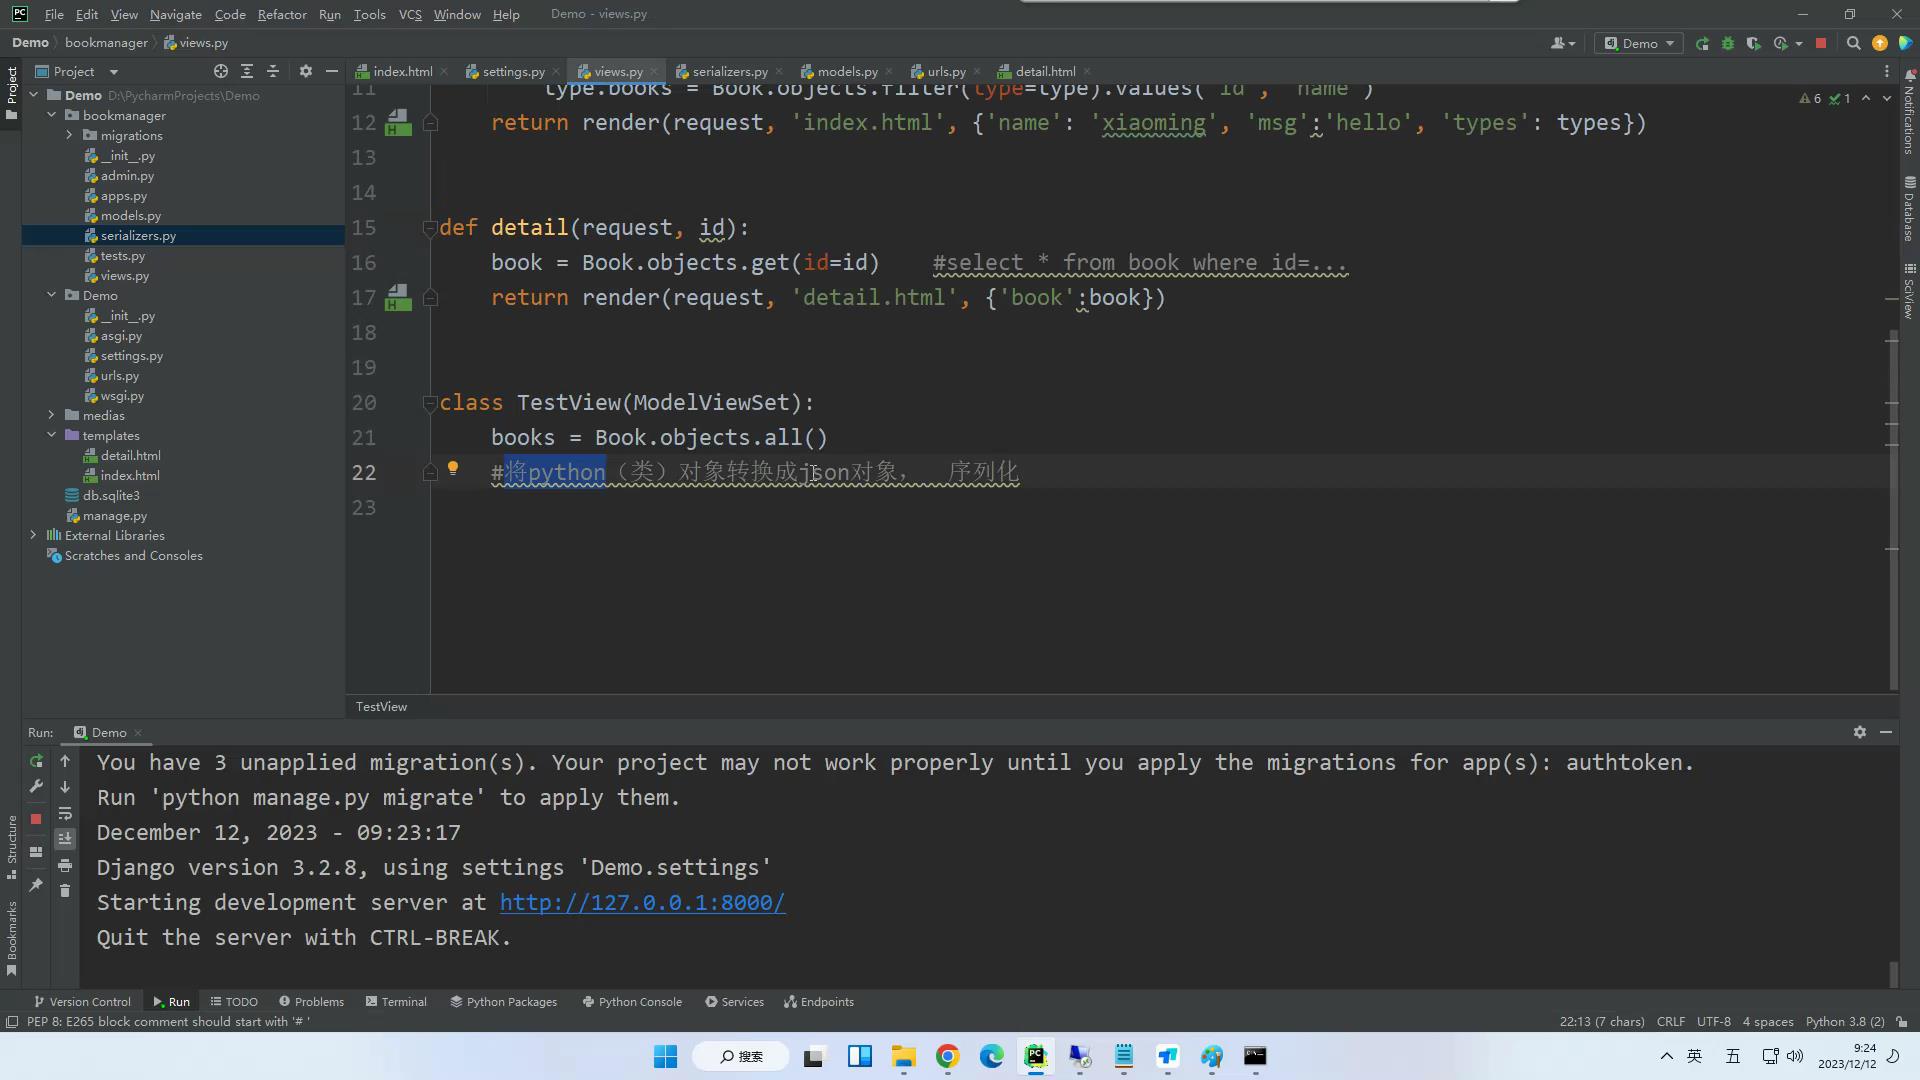 File Edit View Navigate Code Refactor Run Tools VCS Window Help Demo - views.py
Demo bookmanager views.py
Demo
Project
index.html settings.py views.py serializers.py models.py urls.py detail.html
Demo D:\PycharmProjects\Demo
bookmanager
migrations
__init__.py
admin.py
apps.py
models.py
serializers.py
tests.py
views.py
Demo
__init__.py
asgi.py
settings.py
urls.py
wsgi.py
medias
templates
detail.html
index.html
db.sqlite3
manage.py
External Libraries
Scratches and Consoles
6 1
11 type.books = Book.objects.filter(type=type).values('id', 'name')
12 return render(request, 'index.html', {'name': 'xiaoming', 'msg':'hello', 'types': types})
13
14
15 def detail(request, id):
16 book = Book.objects.get(id=id) #select * from book where id=...
17 return render(request, 'detail.html', {'book':book})
18
19
20 class TestView(ModelViewSet):
21 books = Book.objects.all()
22 #将python（类）对象转换成json对象， 序列化
23
TestView
Project
Structure
Bookmarks
Notifications
Database
SciView
Run: Demo
You have 3 unapplied migration(s). Your project may not work properly until you apply the migrations for app(s): authtoken.
Run 'python manage.py migrate' to apply them.
December 12, 2023 - 09:23:17
Django version 3.2.8, using settings 'Demo.settings'
Starting development server at http://127.0.0.1:8000/
Quit the server with CTRL-BREAK.
Version Control Run TODO Problems Terminal Python Packages Python Console Services Endpoints
PEP 8: E265 block comment should start with '# ' 22:13 (7 chars) CRLF UTF-8 4 spaces Python 3.8 (2)
搜索
英 五 9:24
2023/12/12